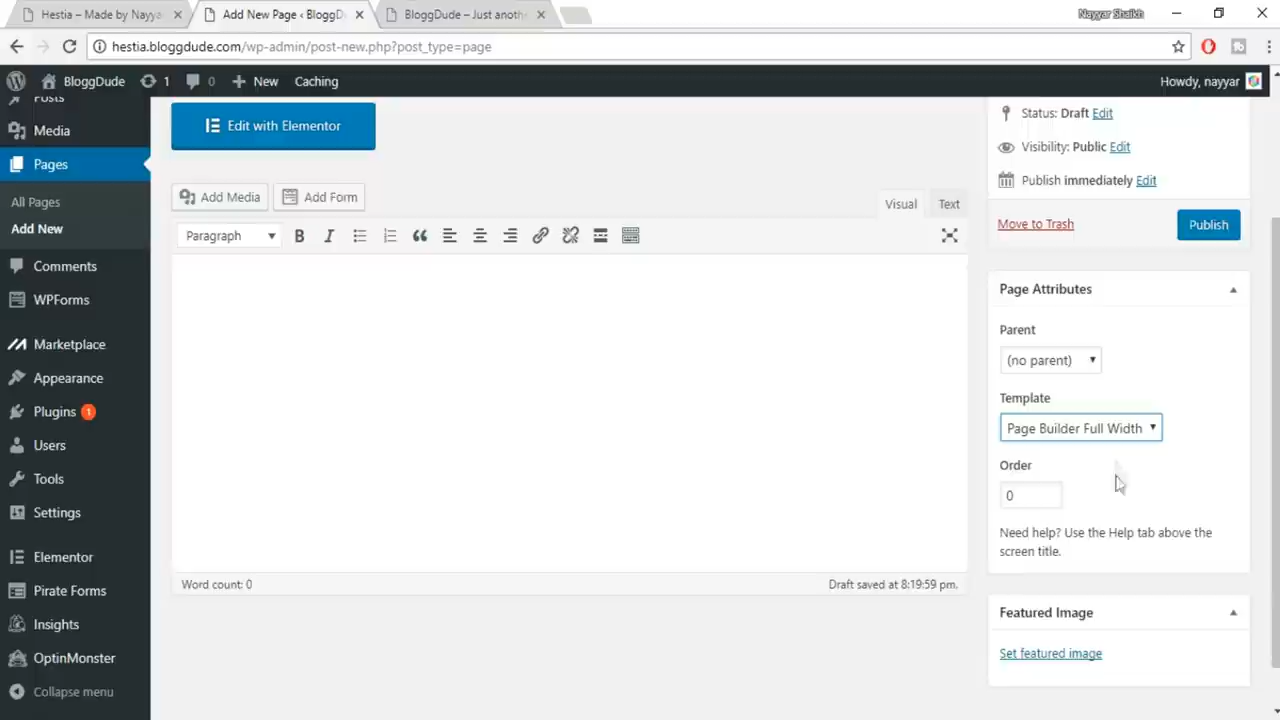 Hestia – Made by Nayya
Add New Page ‹ BloggD
BloggDude – Just anoth
Nayyar Shaikh
hestia.bloggdude.com/wp-admin/post-new.php?post_type=page
BloggDude
1
0
New
Caching
Howdy, nayyar
Posts
Media
Pages
All Pages
Add New
Comments
WPForms
Marketplace
Appearance
Plugins 1
Users
Tools
Settings
Elementor
Pirate Forms
Insights
OptinMonster
Collapse menu
Edit with Elementor
Add Media
Add Form
Visual
Text
Paragraph
Word count: 0
Draft saved at 8:19:59 pm.
Status: Draft Edit
Visibility: Public Edit
Publish immediately Edit
Move to Trash
Publish
Page Attributes
Parent
(no parent)
Template
Page Builder Full Width
Order
0
Need help? Use the Help tab above the
screen title.
Featured Image
Set featured image